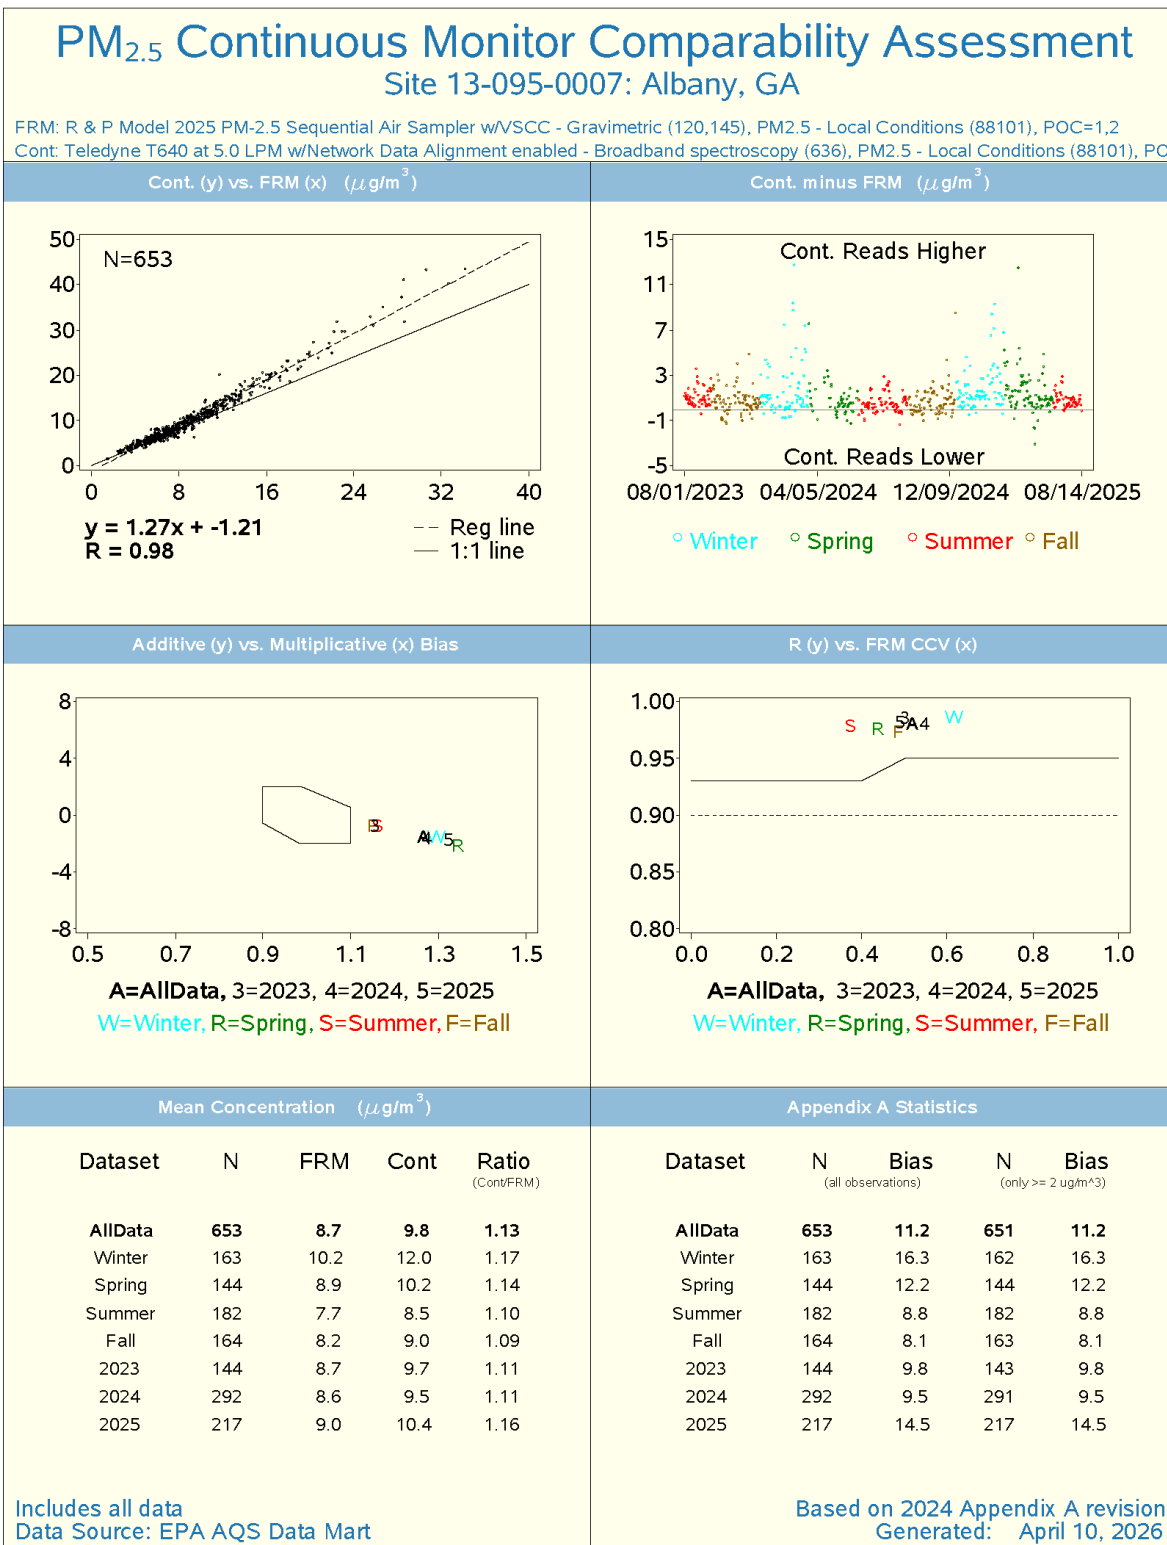 PM2.5 Continuous Monitor Comparability Assessment
Site 13-095-0007: Albany, GA
FRM: R & P Model 2025 PM-2.5 Sequential Air Sampler w/VSCC - Gravimetric (120,145), PM2.5 - Local Conditions (88101), POC=1,2
Cont: Teledyne T640 at 5.0 LPM w/Network Data Alignment enabled - Broadband spectroscopy (636), PM2.5 - Local Conditions (88101), PO
Cont. (y) vs. FRM (x) (μg/m3)
50
40
30
20
10
0
N=653
0 8 16 24 32 40
y = 1.27x + -1.21
R = 0.98
Reg line
1:1 line
Cont. minus FRM (μg/m3)
15
11
7
3
-1
-5
Cont. Reads Higher
Cont. Reads Lower
08/01/2023 04/05/2024 12/09/2024 08/14/2025
Winter Spring Summer Fall
Additive (y) vs. Multiplicative (x) Bias
8
4
0
-4
-8
F 3 S A 4 W 5 R
0.5 0.7 0.9 1.1 1.3 1.5
A=AllData, 3=2023, 4=2024, 5=2025
W=Winter, R=Spring, S=Summer, F=Fall
R (y) vs. FRM CCV (x)
1.00
0.95
0.90
0.85
0.80
S R F 5 3 A 4 W
0.0 0.2 0.4 0.6 0.8 1.0
A=AllData, 3=2023, 4=2024, 5=2025
W=Winter, R=Spring, S=Summer, F=Fall
Mean Concentration (μg/m3)
Dataset N FRM Cont Ratio
(Cont/FRM)
AllData 653 8.7 9.8 1.13
Winter 163 10.2 12.0 1.17
Spring 144 8.9 10.2 1.14
Summer 182 7.7 8.5 1.10
Fall 164 8.2 9.0 1.09
2023 144 8.7 9.7 1.11
2024 292 8.6 9.5 1.11
2025 217 9.0 10.4 1.16
Appendix A Statistics
Dataset N Bias N Bias
(all observations) (only >= 2 ug/m^3)
AllData 653 11.2 651 11.2
Winter 163 16.3 162 16.3
Spring 144 12.2 144 12.2
Summer 182 8.8 182 8.8
Fall 164 8.1 163 8.1
2023 144 9.8 143 9.8
2024 292 9.5 291 9.5
2025 217 14.5 217 14.5
Includes all data
Data Source: EPA AQS Data Mart
Based on 2024 Appendix A revision
Generated: April 10, 2026